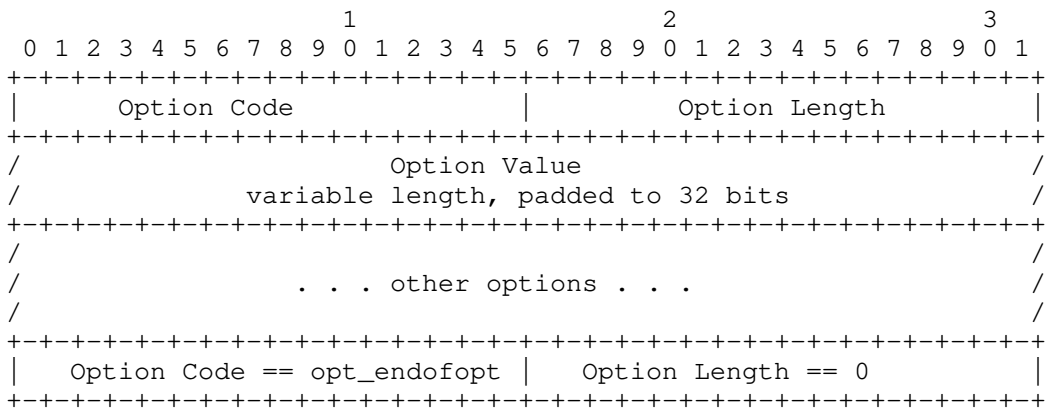 1                   2                   3
 0 1 2 3 4 5 6 7 8 9 0 1 2 3 4 5 6 7 8 9 0 1 2 3 4 5 6 7 8 9 0 1
+-+-+-+-+-+-+-+-+-+-+-+-+-+-+-+-+-+-+-+-+-+-+-+-+-+-+-+-+-+-+-+-+
|      Option Code              |         Option Length         |
+-+-+-+-+-+-+-+-+-+-+-+-+-+-+-+-+-+-+-+-+-+-+-+-+-+-+-+-+-+-+-+-+
/                       Option Value                            /
/              variable length, padded to 32 bits               /
+-+-+-+-+-+-+-+-+-+-+-+-+-+-+-+-+-+-+-+-+-+-+-+-+-+-+-+-+-+-+-+-+
/                                                               /
/                 . . . other options . . .                     /
/                                                               /
+-+-+-+-+-+-+-+-+-+-+-+-+-+-+-+-+-+-+-+-+-+-+-+-+-+-+-+-+-+-+-+-+
|   Option Code == opt_endofopt |   Option Length == 0          |
+-+-+-+-+-+-+-+-+-+-+-+-+-+-+-+-+-+-+-+-+-+-+-+-+-+-+-+-+-+-+-+-+